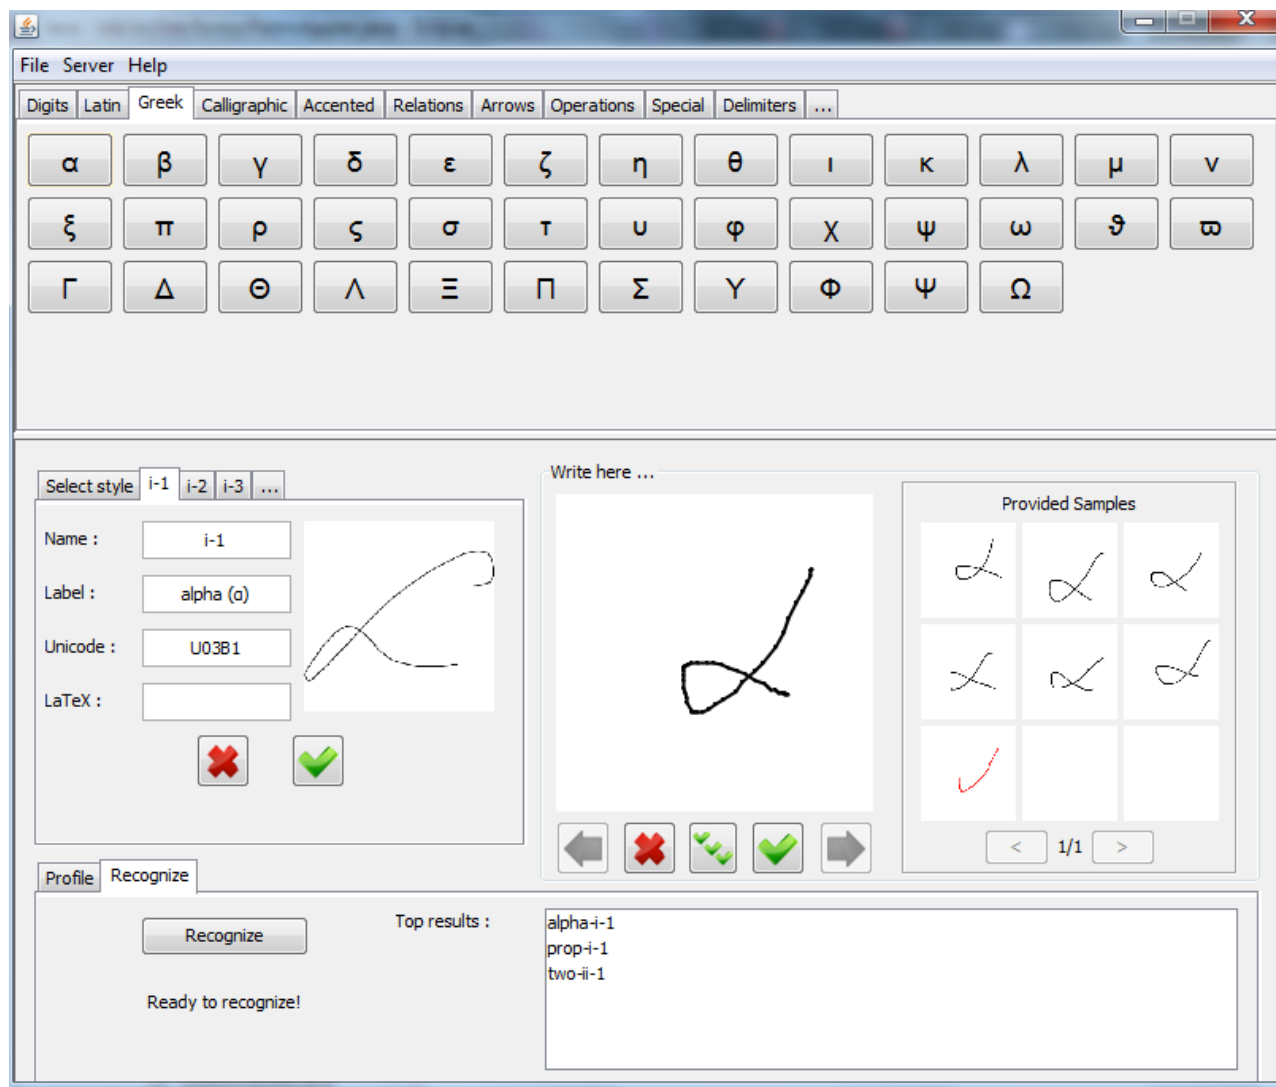 File Server Help
Digits Latin Greek Calligraphic Accented Relations Arrows Operations Special Delimiters ...
α β γ δ ε ζ η θ ι κ λ μ ν
ξ π ρ ς σ τ υ φ χ ψ ω ϑ ϖ
Γ Δ Θ Λ Ξ Π Σ Υ Φ Ψ Ω
Select style i-1 i-2 i-3 ...
Name : i-1
Label : alpha (α)
Unicode : U03B1
LaTeX :
Write here ...
Provided Samples
< 1/1 >
Profile Recognize
Recognize
Ready to recognize!
Top results :
alpha-i-1
prop-i-1
two-ii-1